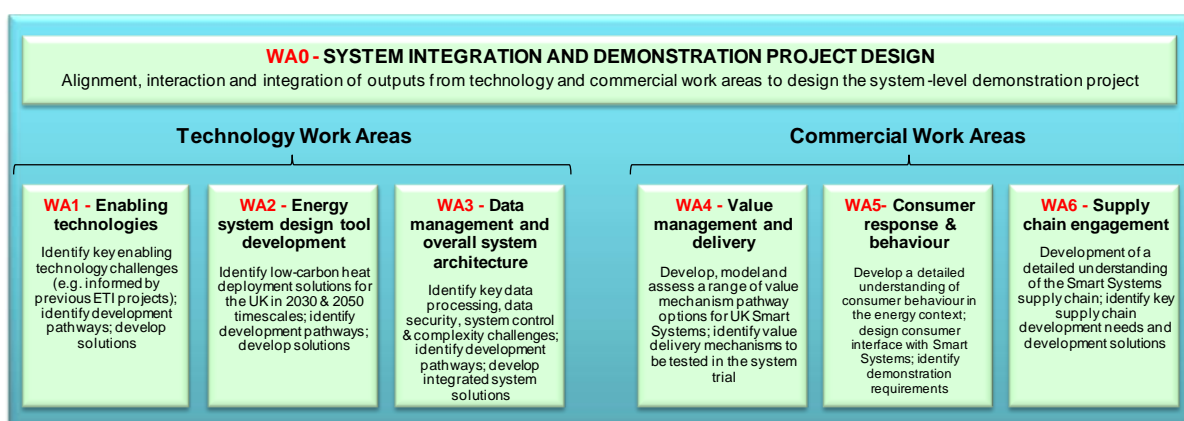 WA0 - SYSTEM INTEGRATION AND DEMONSTRATION PROJECT DESIGN
Alignment, interaction and integration of outputs from technology and commercial work areas to design the system-level demonstration project
Technology Work Areas
WA1 - Enabling
technologies
Identify key enabling
technology challenges
(e.g. informed by
previous ETI projects);
identify development
pathways; develop
solutions
WA2 - Energy
system design tool
development
Identify low-carbon heat
deployment solutions for
the UK in 2030 & 2050
timescales; identify
development pathways;
develop solutions
WA3 - Data
management and
overall system
architecture
Identify key data
processing, data
security, system control
& complexity challenges;
identify development
pathways; develop
integrated system
solutions
Commercial Work Areas
WA4 - Value
management
and delivery
Develop, model and
assess a range of value
mechanism pathway
options for UK Smart
Systems; identify value
delivery mechanisms to
be tested in the system
trial
WA5- Consumer
response &
behaviour
Develop a detailed
understanding of
consumer behaviour in
the energy context;
design consumer
interface with Smart
Systems; identify
demonstration
requirements
WA6 - Supply
chain engagement
Development of a
detailed understanding
of the Smart Systems
supply chain; identify key
supply chain
development needs and
development solutions